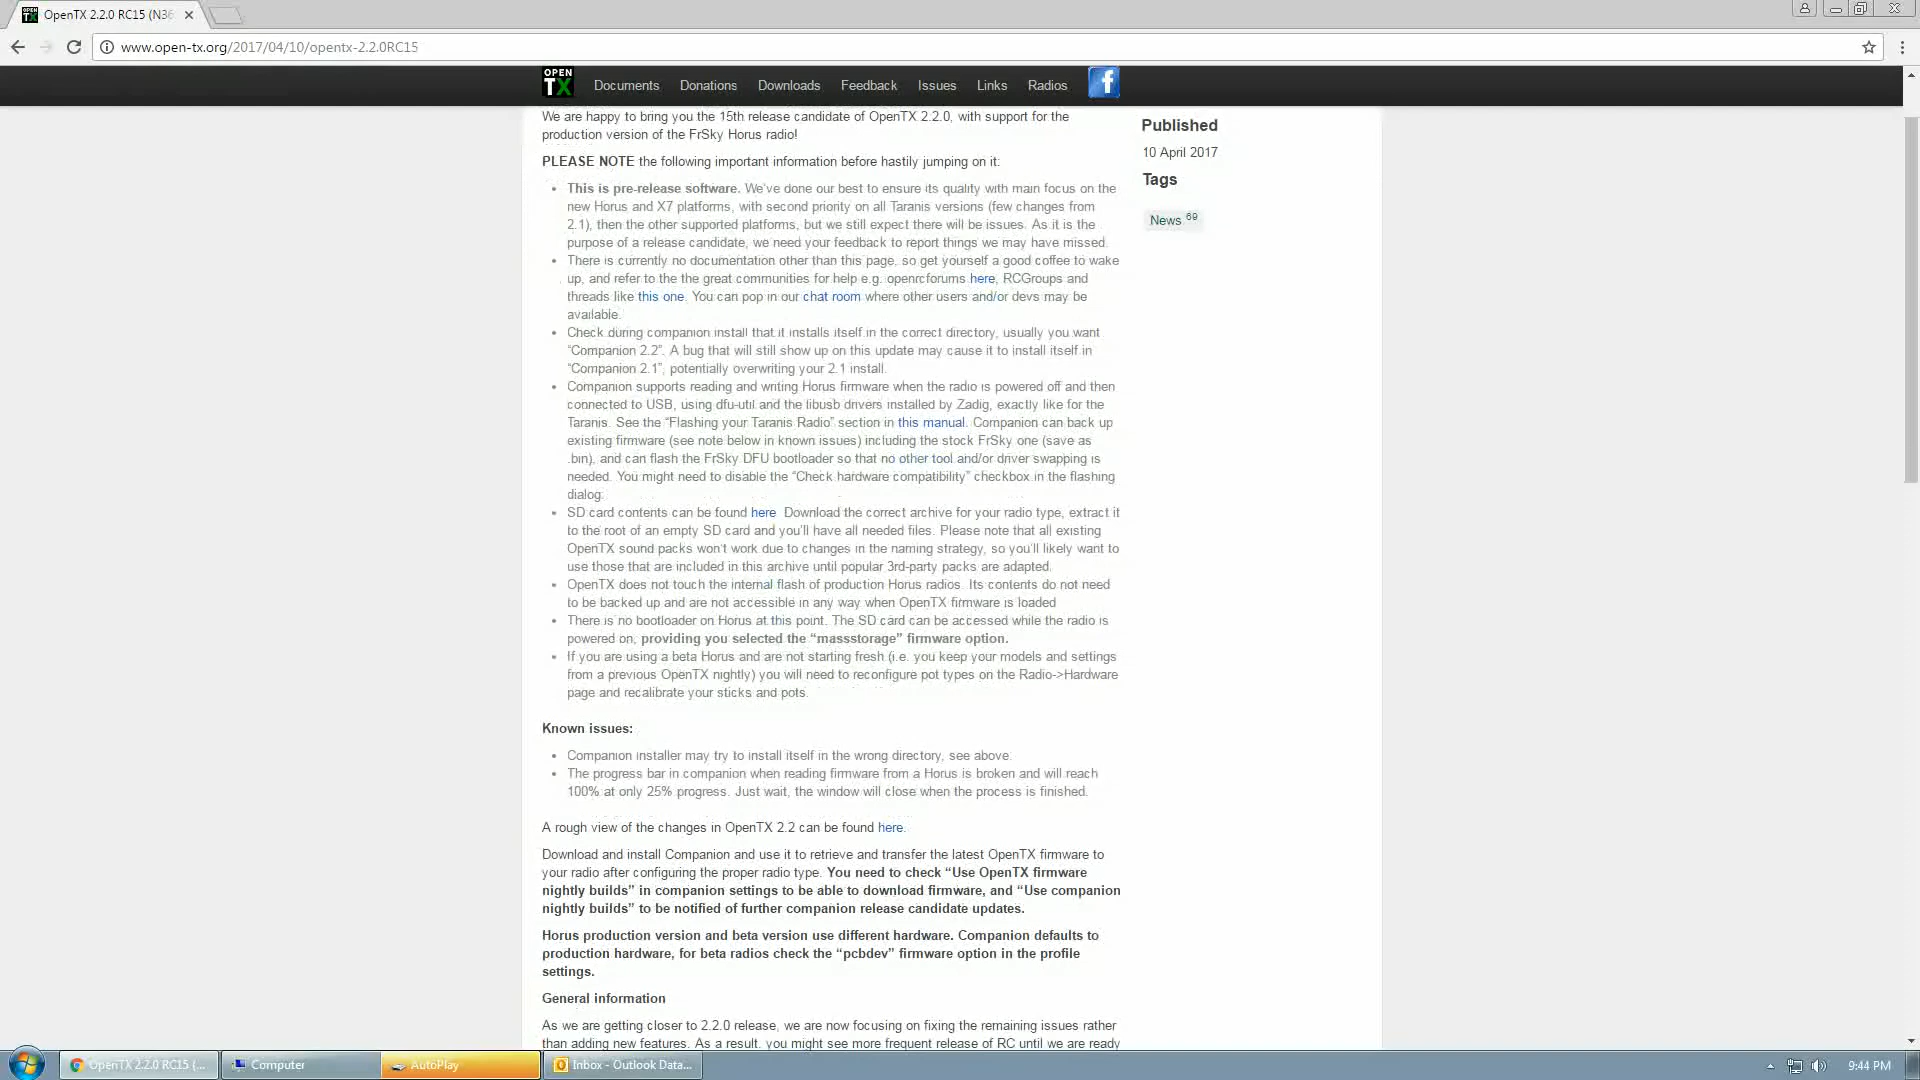 OpenTX 2.2.0 RC15 (N36
www.open-tx.org/2017/04/10/opentx-2.2.0RC15
OPEN
TX
Documents
Donations
Downloads
Feedback
Issues
Links
Radios
f
We are happy to bring you the 15th release candidate of OpenTX 2.2.0, with support for the
production version of the FrSky Horus radio!
PLEASE NOTE the following important information before hastily jumping on it:
• This is pre-release software. We've done our best to ensure its quality with main focus on the
new Horus and X7 platforms, with second priority on all Taranis versions (few changes from
2.1), then the other supported platforms, but we still expect there will be issues. As it is the
purpose of a release candidate, we need your feedback to report things we may have missed.
• There is currently no documentation other than this page, so get yourself a good coffee to wake
up, and refer to the the great communities for help e.g. openrcforums here, RCGroups and
threads like this one. You can pop in our chat room where other users and/or devs may be
available.
• Check during companion install that it installs itself in the correct directory, usually you want
“Companion 2.2”. A bug that will still show up on this update may cause it to install itself in
“Companion 2.1”, potentially overwriting your 2.1 install.
• Companion supports reading and writing Horus firmware when the radio is powered off and then
connected to USB, using dfu-util and the libusb drivers installed by Zadig, exactly like for the
Taranis. See the “Flashing your Taranis Radio” section in this manual. Companion can back up
existing firmware (see note below in known issues) including the stock FrSky one (save as
.bin), and can flash the FrSky DFU bootloader so that no other tool and/or driver swapping is
needed. You might need to disable the “Check hardware compatibility” checkbox in the flashing
dialog.
• SD card contents can be found here. Download the correct archive for your radio type, extract it
to the root of an empty SD card and you'll have all needed files. Please note that all existing
OpenTX sound packs won't work due to changes in the naming strategy, so you'll likely want to
use those that are included in this archive until popular 3rd-party packs are adapted.
• OpenTX does not touch the internal flash of production Horus radios. Its contents do not need
to be backed up and are not accessible in any way when OpenTX firmware is loaded
• There is no bootloader on Horus at this point. The SD card can be accessed while the radio is
powered on, providing you selected the “massstorage” firmware option.
• If you are using a beta Horus and are not starting fresh (i.e. you keep your models and settings
from a previous OpenTX nightly) you will need to reconfigure pot types on the Radio->Hardware
page and recalibrate your sticks and pots.
Known issues:
• Companion installer may try to install itself in the wrong directory, see above.
• The progress bar in companion when reading firmware from a Horus is broken and will reach
100% at only 25% progress. Just wait, the window will close when the process is finished.
A rough view of the changes in OpenTX 2.2 can be found here.
Download and install Companion and use it to retrieve and transfer the latest OpenTX firmware to
your radio after configuring the proper radio type. You need to check “Use OpenTX firmware
nightly builds” in companion settings to be able to download firmware, and “Use companion
nightly builds” to be notified of further companion release candidate updates.
Horus production version and beta version use different hardware. Companion defaults to
production hardware, for beta radios check the “pcbdev” firmware option in the profile
settings.
General information
As we are getting closer to 2.2.0 release, we are now focusing on fixing the remaining issues rather
than adding new features. As a result, you might see more frequent release of RC until we are ready
Published
10 April 2017
Tags
News 69
OpenTX 2.2.0 RC15 (...
Computer
AutoPlay
Inbox - Outlook Data...
9:44 PM